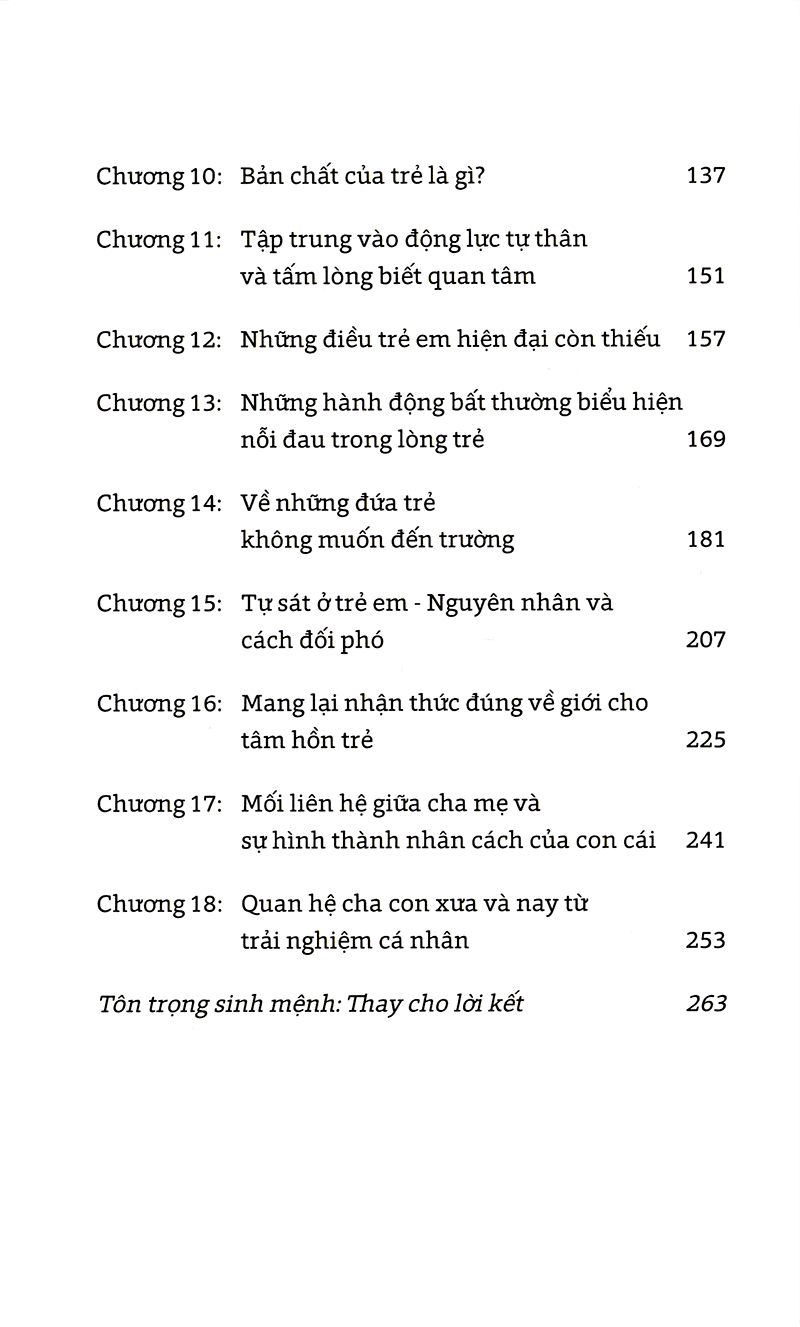 Chương 10: Bản chất của trẻ là gì? 137
Chương 11: Tập trung vào động lực tự thân
và tấm lòng biết quan tâm 151
Chương 12: Những điều trẻ em hiện đại còn thiếu 157
Chương 13: Những hành động bất thường biểu hiện
nỗi đau trong lòng trẻ 169
Chương 14: Về những đứa trẻ
không muốn đến trường 181
Chương 15: Tự sát ở trẻ em - Nguyên nhân và
cách đối phó 207
Chương 16: Mang lại nhận thức đúng về giới cho
tâm hồn trẻ 225
Chương 17: Mối liên hệ giữa cha mẹ và
sự hình thành nhân cách của con cái 241
Chương 18: Quan hệ cha con xưa và nay từ
trải nghiệm cá nhân 253
Tôn trọng sinh mệnh: Thay cho lời kết 263